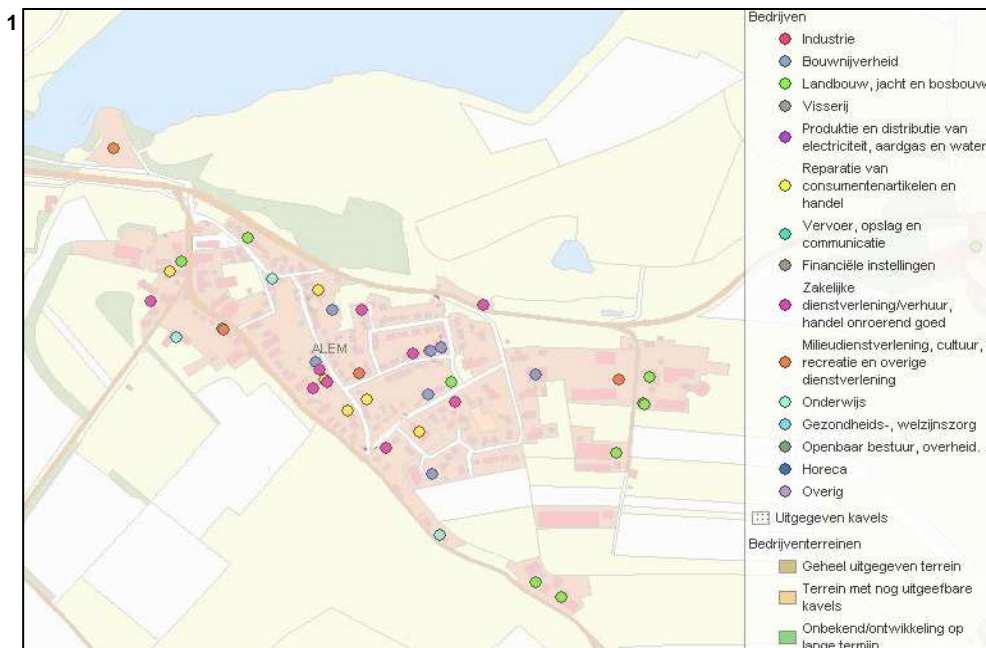 1
Bedrijven
Industrie
Bouwnijverheid
Landbouw, jacht en bosbouw
Visserij
Produktie en distributie van
electriciteit, aardgas en water
Reparatie van
consumentenartikelen en
handel
Vervoer, opslag en
communicatie
Financiële instellingen
Zakelijke
dienstverlening/verhuur,
handel onroerend goed
Milieudienstverlening, cultuur,
recreatie en overige
dienstverlening
Onderwijs
Gezondheids-, welzijnszorg
Openbaar bestuur, overheid.
Horeca
Overig
Uitgegeven kavels
Bedrijventerreinen
Geheel uitgegeven terrein
Terrein met nog uitgeefbare
kavels
Onbekend/ontwikkeling op
lange termijn
ALEM